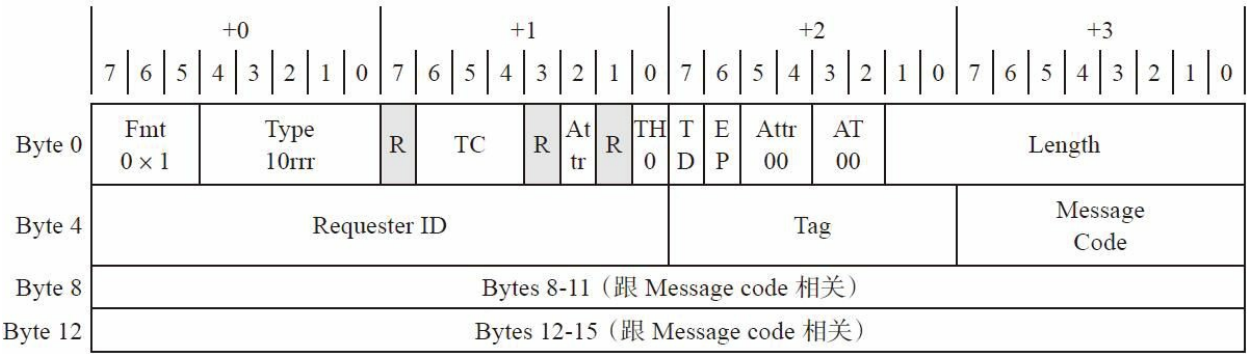 +0 +1 +2 +3
7 6 5 4 3 2 1 0 7 6 5 4 3 2 1 0 7 6 5 4 3 2 1 0 7 6 5 4 3 2 1 0
Byte 0 Fmt 0 × 1 Type 10rrr R TC R At tr R TH 0 T D E P Attr 00 AT 00 Length
Byte 4 Requester ID Tag Message Code
Byte 8 Bytes 8-11（跟 Message code 相关）
Byte 12 Bytes 12-15（跟 Message code 相关）